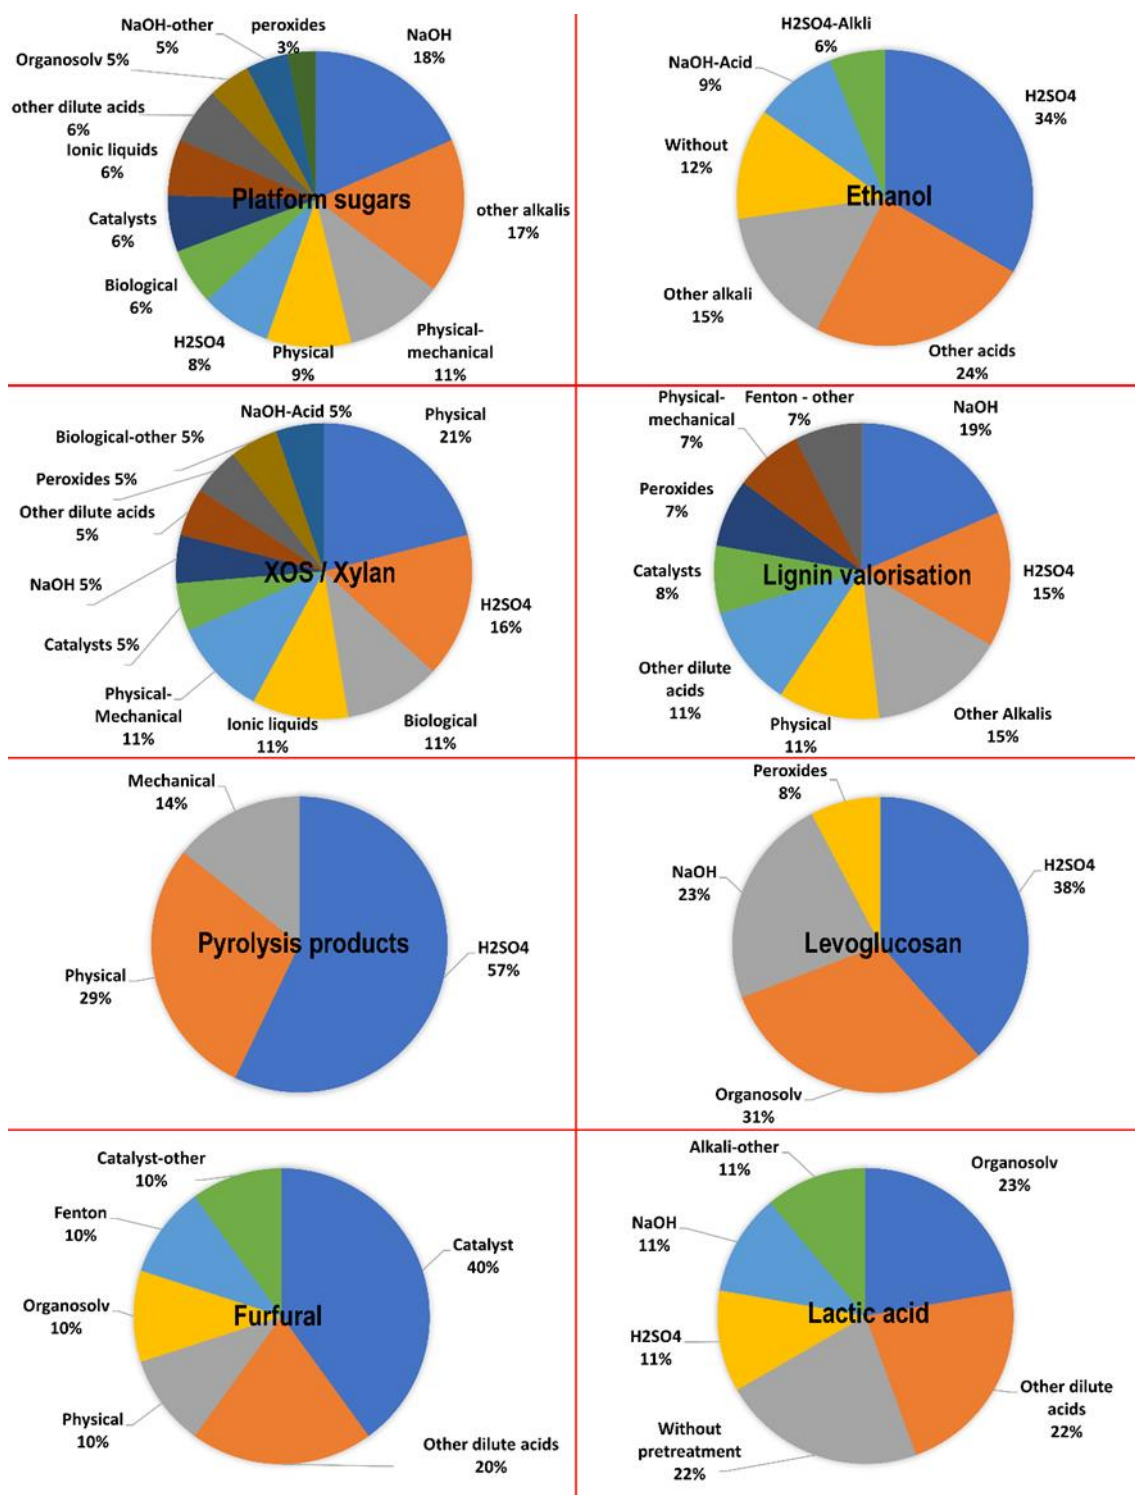 NaOH-other
5%
peroxides
3%
NaOH
18%
Organosolv 5%
other dilute acids
6%
Ionic liquids
6%
Platform sugars
other alkalis
17%
Catalysts
6%
Biological
6%
H2SO4
8%
Physical
9%
Physical-
mechanical
11%
H2SO4-Alkli
6%
NaOH-Acid
9%
H2SO4
34%
Without
12%
Ethanol
Other alkali
15%
Other acids
24%
NaOH-Acid 5%
Physical
21%
Biological-other 5%
Peroxides 5%
Other dilute acids
5%
XOS / Xylan
NaOH 5%
H2SO4
16%
Catalysts 5%
Physical-
Mechanical
11%
Ionic liquids
11%
Biological
11%
Physical-
mechanical
7%
Fenton - other
7%
NaOH
19%
Peroxides
7%
Catalysts
8%
Lignin valorisation
H2SO4
15%
Other dilute
acids
11%
Physical
11%
Other Alkalis
15%
Mechanical
14%
Pyrolysis products
H2SO4
57%
Physical
29%
Peroxides
8%
NaOH
23%
H2SO4
38%
Levoglucosan
Organosolv
31%
Catalyst-other
10%
Fenton
10%
Catalyst
40%
Organosolv
10%
Furfural
Physical
10%
Other dilute acids
20%
Alkali-other
11%
Organosolv
23%
NaOH
11%
Lactic acid
H2SO4
11%
Other dilute
acids
22%
Without
pretreatment
22%